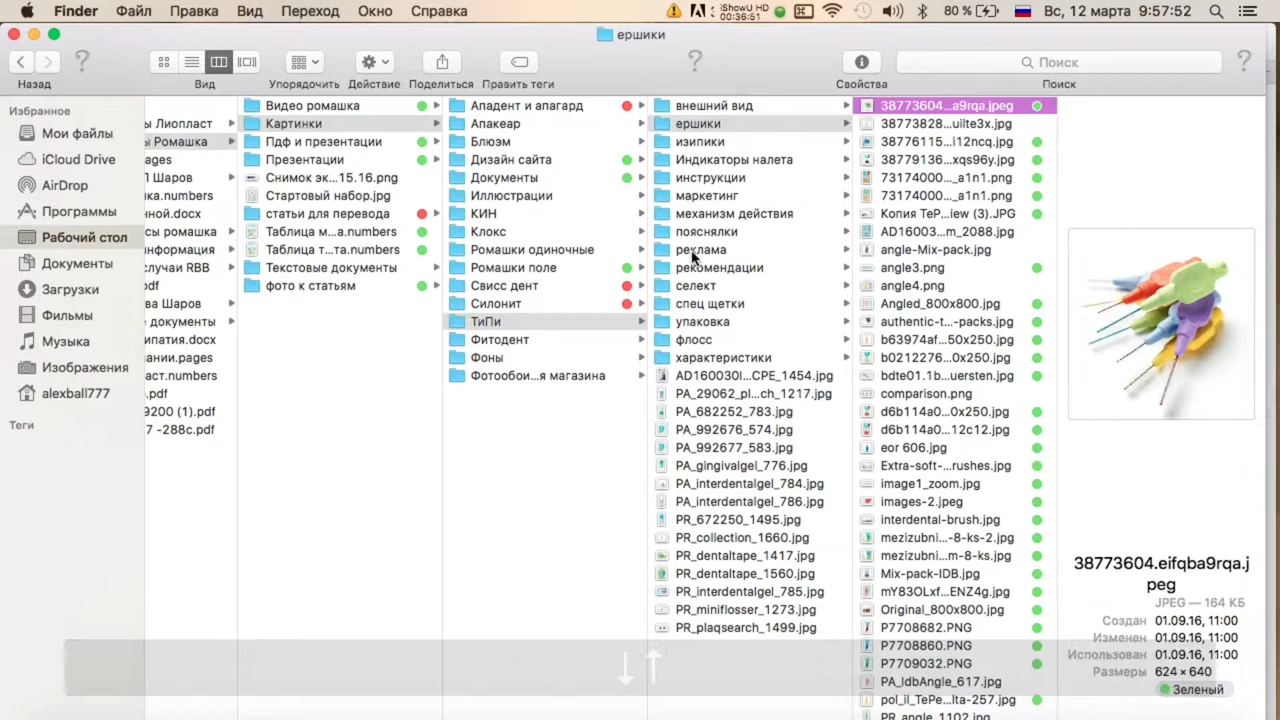 Finder Файл Правка Вид Переход Окно Справка iShowU HD 00:36:51 80 % Вс, 12 марта 9:57:52
ершики
? ? Поиск ?
Назад Вид Упорядочить Действие Поделиться Править теги Свойства Поиск
Избранное
Мои файлы
iCloud Drive
AirDrop
Программы
Рабочий стол
Документы
Загрузки
Фильмы
Музыка
Изображения
alexball777
Теги
ы Лиопласт
ы Ромашка
ages
Л Шаров
numbers
нной.docx
сы ромашка
информация
случаи RBB
df
ва Шаров
е документы
ипатия.docx
вании.pages
аст.numbers
.pdf
9200 (1).pdf
7 -288c.pdf
Видео ромашка
Картинки
Пдф и презентации
Презентации
Снимок эк...15.16.png
Стартовый набор.jpg
статьи для перевода
Таблица м...a.numbers
Таблица т...ta.numbers
Текстовые документы
фото к статьям
Ападент и апагард
Апакеар
Блюэм
Дизайн сайта
Документы
Иллюстрации
КИН
Клокс
Ромашки одиночные
Ромашки поле
Свисс дент
Силонит
ТиПи
Фитодент
Фоны
Фотообои...я магазина
внешний вид
ершики
изипики
Индикаторы налета
инструкции
маркетинг
механизм действия
пояснялки
реклама
рекомендации
селект
спец щетки
упаковка
флосс
характеристики
AD160030I...CPE_1454.jpg
PA_29062_pl...ch_1217.jpg
PA_682252_783.jpg
PA_992676_574.jpg
PA_992677_583.jpg
PA_gingivalgel_776.jpg
PA_interdentalgel_784.jpg
PA_interdentalgel_786.jpg
PR_672250_1495.jpg
PR_collection_1660.jpg
PR_dentaltape_1417.jpg
PR_dentaltape_1560.jpg
PR_interdentalgel_785.jpg
PR_miniflosser_1273.jpg
PR_plaqsearch_1499.jpg
38773604...a9rqa.jpeg
38773828...uilte3x.jpg
38776115...i12ncq.jpg
38779136...xqs96y.jpg
73174000..._a1n1.png
73174000..._a1n1.png
Копия TeP...iew (3).JPG
AD16003..._2088.jpg
angle-Mix-pack.jpg
angle3.png
angle4.png
Angled_800x800.jpg
authentic-t...-packs.jpg
b63974af...50x250.jpg
b0212276...0x250.jpg
bdte01.1b...uersten.jpg
comparison.png
d6b114a0...0x250.jpg
d6b114a0...12c12.jpg
eor 606.jpg
Extra-soft-...rushes.jpg
image1_zoom.jpg
images-2.jpeg
interdental-brush.jpg
mezizubni...-8-ks-2.jpg
mezizubni...m-8-ks.jpg
Mix-pack-IDB.jpg
mY83OLxf...ENZ4g.jpg
Original_800x800.jpg
P7708682.PNG
P7708860.PNG
P7709032.PNG
PA_IdbAngle_617.jpg
pol_il_TePe...lta-257.jpg
PR_angle_1102.jpg
38773604.eifqba9rqa.j
peg
JPEG — 164 КБ
Создан 01.09.16, 11:00
Изменен 01.09.16, 11:00
Использован 01.09.16, 11:00
Размеры 624 × 640
Зеленый